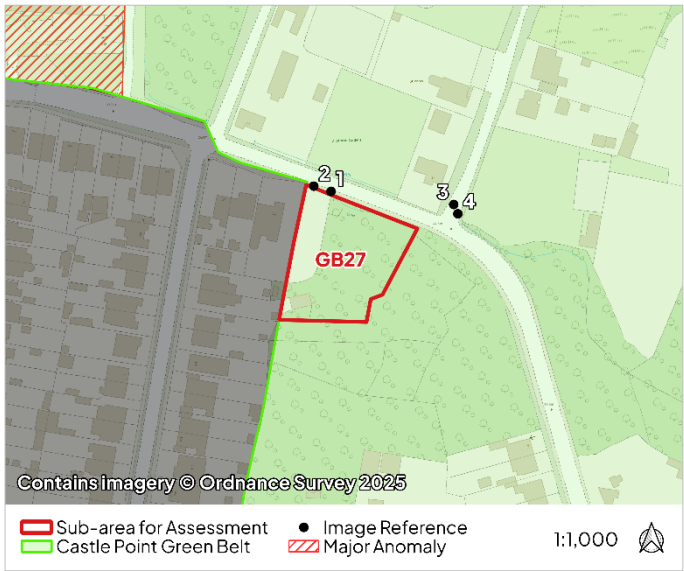 2
1
3
4
GB27
Contains imagery © Ordnance Survey 2025
Sub-area for Assessment
Image Reference
1:1,000
Castle Point Green Belt
Major Anomaly